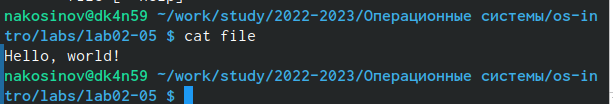 nakosinov@dk4n59 ~/work/study/2022-2023/Операционные системы/os-in
tro/labs/lab02-05 $ cat file
Hello, world!
nakosinov@dk4n59 ~/work/study/2022-2023/Операционные системы/os-in
tro/labs/lab02-05 $